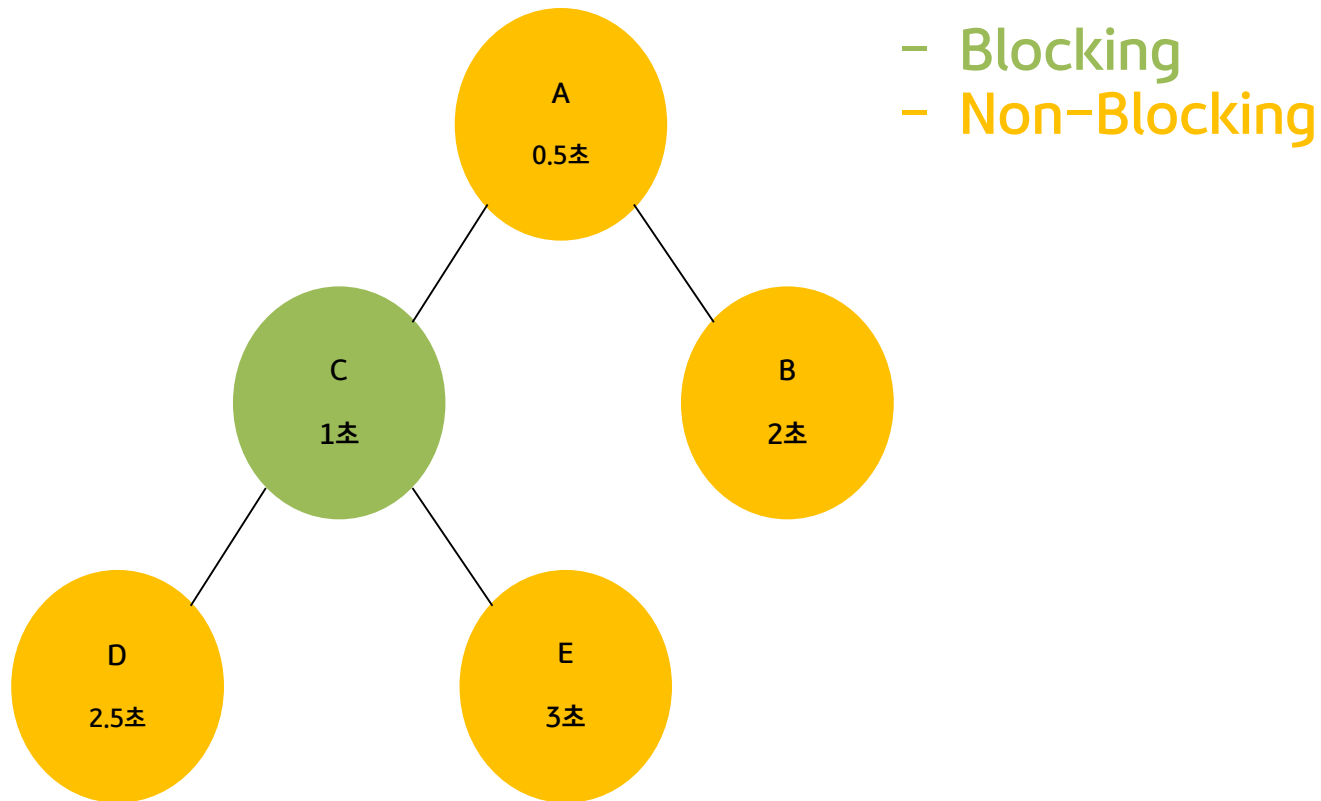 - Blocking
- Non-Blocking
A
0.5초
C
1초
B
2초
D
2.5초
E
3초